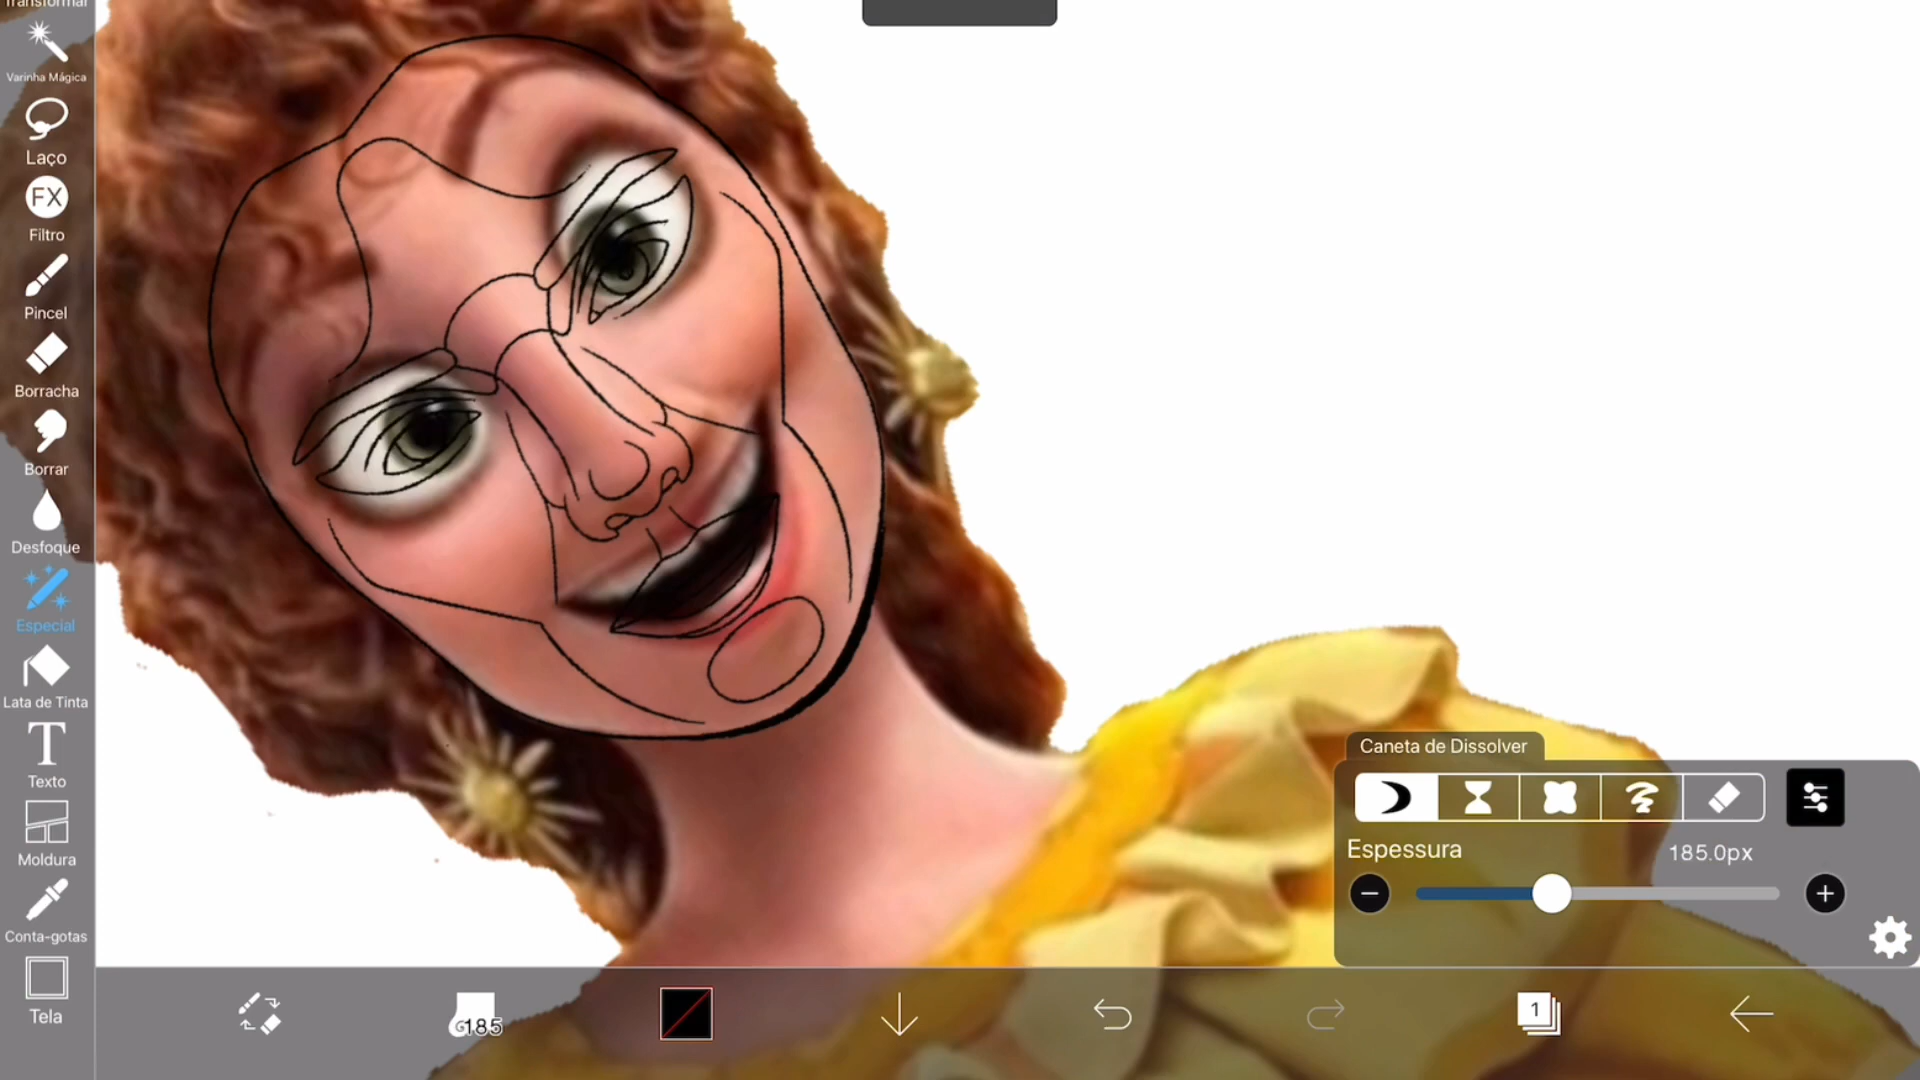 Transformar
Varinha Mágica
Laço
FX
Filtro
Pincel
Borracha
Borrar
Desfoque
Especial
Lata de Tinta
T
Texto
Moldura
Conta-gotas
Tela
Caneta de Dissolver
Espessura
185.0px
185
1